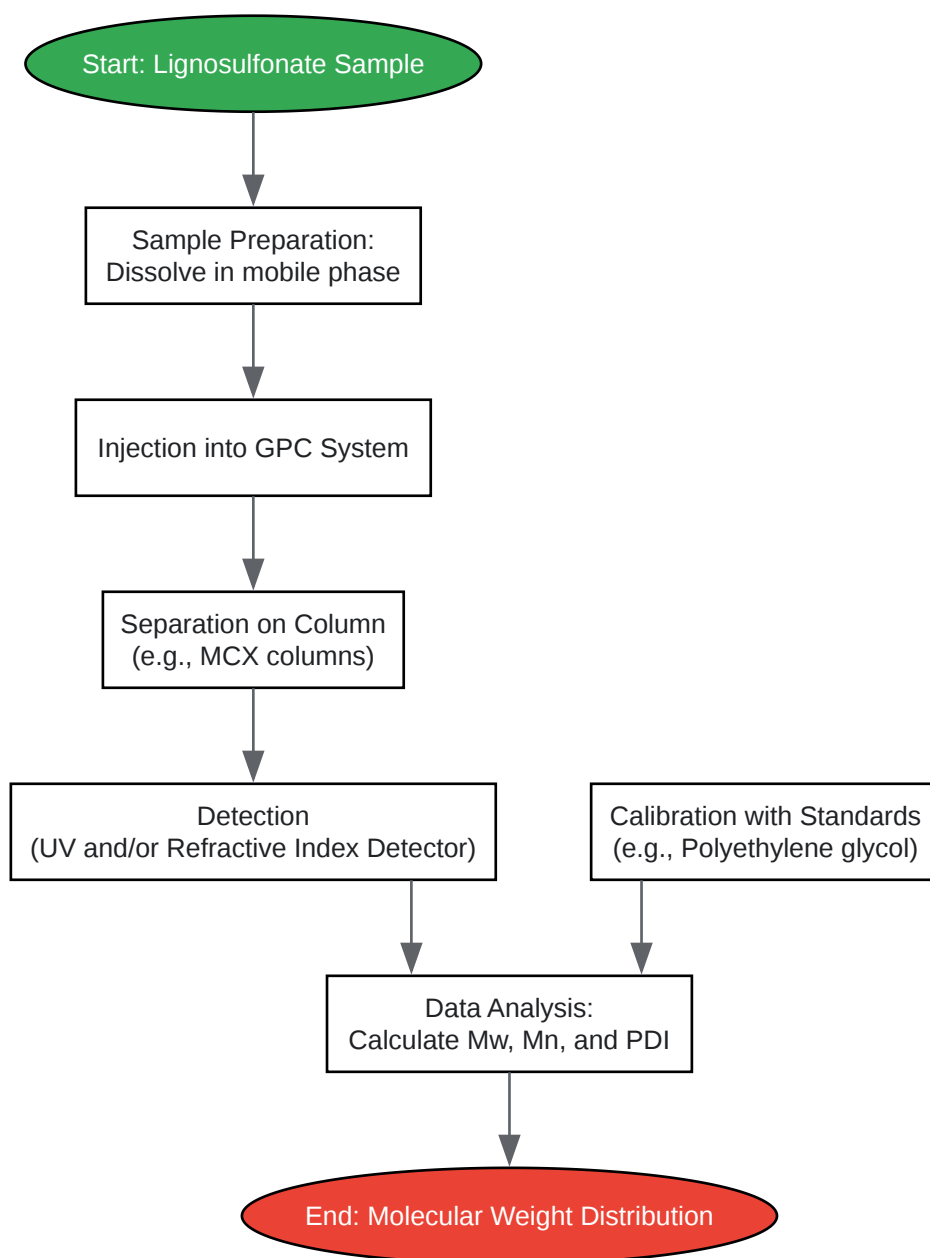 Start: Lignosulfonate Sample
Sample Preparation:
Dissolve in mobile phase
Injection into GPC System
Separation on Column
(e.g., MCX columns)
Detection
(UV and/or Refractive Index Detector)
Calibration with Standards
(e.g., Polyethylene glycol)
Data Analysis:
Calculate Mw, Mn, and PDI
End: Molecular Weight Distribution